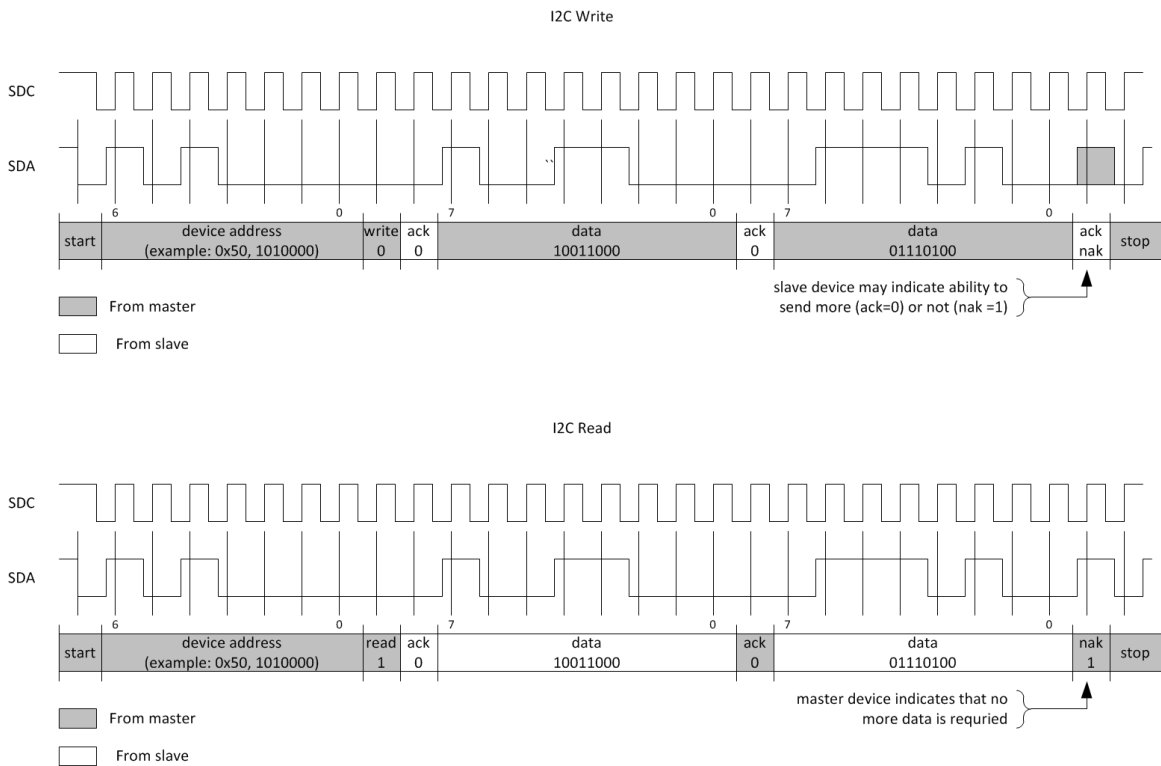 I2C Write
SDC
SDA
``
6 0 7 0 7 0
start device address write ack data ack data ack stop
(example: 0x50, 1010000) 0 0 10011000 0 01110100 nak
slave device may indicate ability to
send more (ack=0) or not (nak =1)
From master
From slave
I2C Read
SDC
SDA
6 0 7 0 7 0
start device address read ack data ack data nak stop
(example: 0x50, 1010000) 1 0 10011000 0 01110100 1
master device indicates that no
more data is requried
From master
From slave